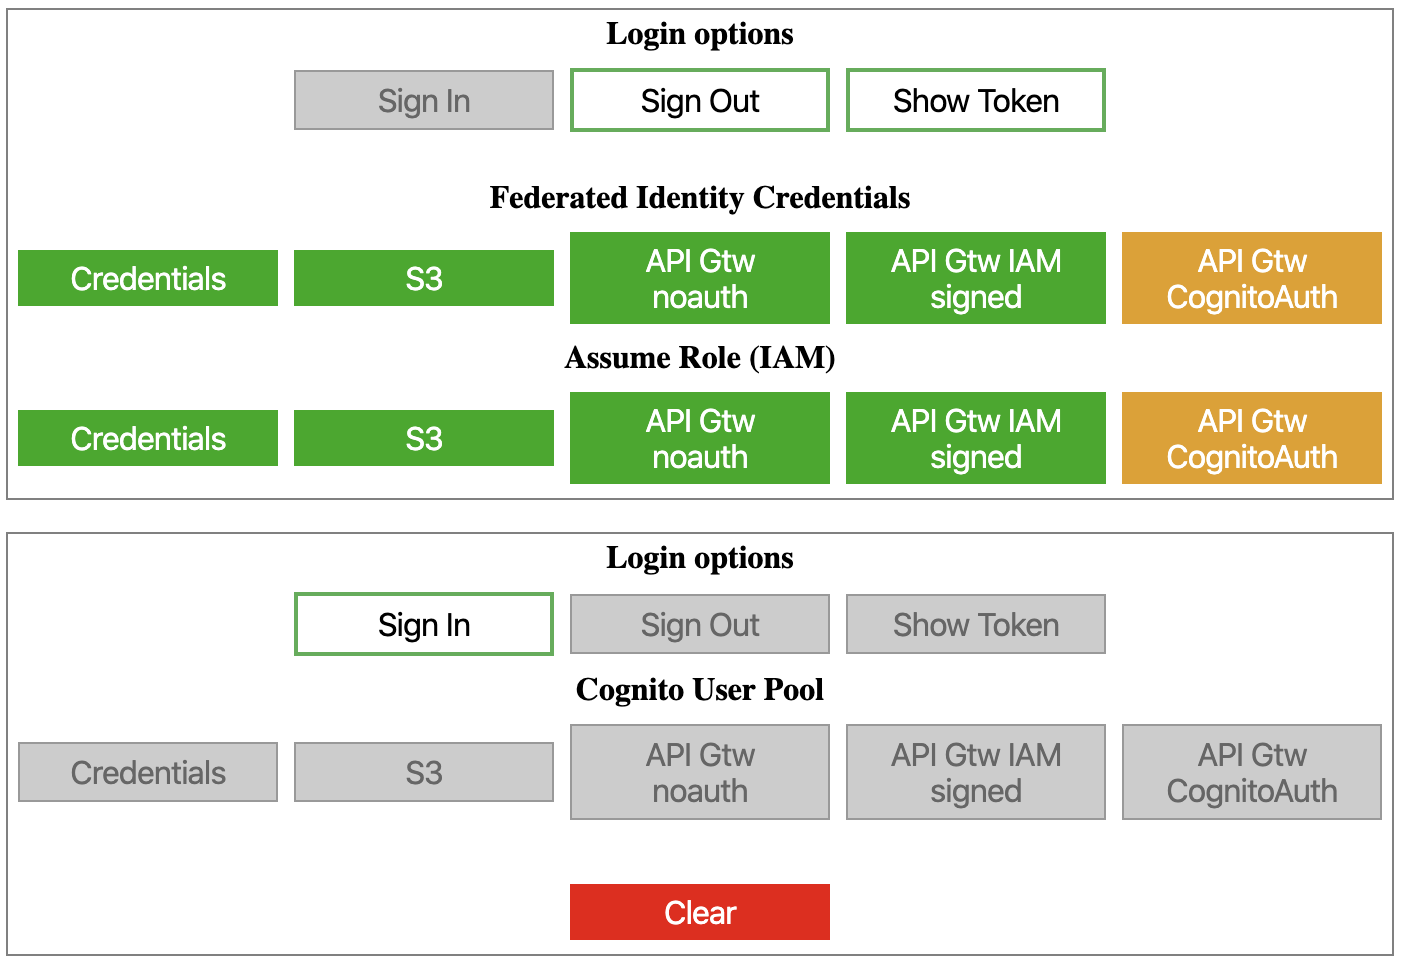 Login options
Sign In
Sign Out
Show Token
Federated Identity Credentials
Credentials
S3
API Gtw
noauth
API Gtw IAM
signed
API Gtw
CognitoAuth
Assume Role (IAM)
Credentials
S3
API Gtw
noauth
API Gtw IAM
signed
API Gtw
CognitoAuth
Login options
Sign In
Sign Out
Show Token
Cognito User Pool
Credentials
S3
API Gtw
noauth
API Gtw IAM
signed
API Gtw
CognitoAuth
Clear